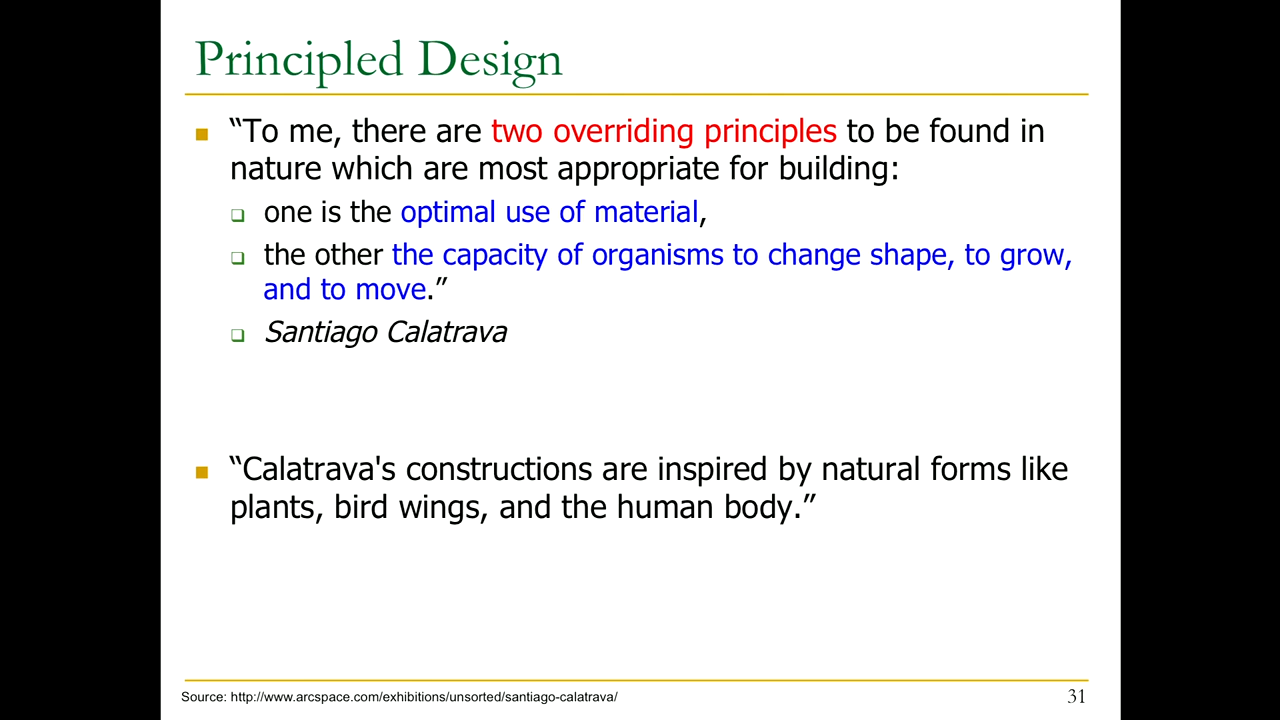 Principled Design
“To me, there are two overriding principles to be found in
nature which are most appropriate for building:
one is the optimal use of material,
the other the capacity of organisms to change shape, to grow,
and to move.”
Santiago Calatrava
“Calatrava's constructions are inspired by natural forms like
plants, bird wings, and the human body.”
Source: http://www.arcspace.com/exhibitions/unsorted/santiago-calatrava/
31